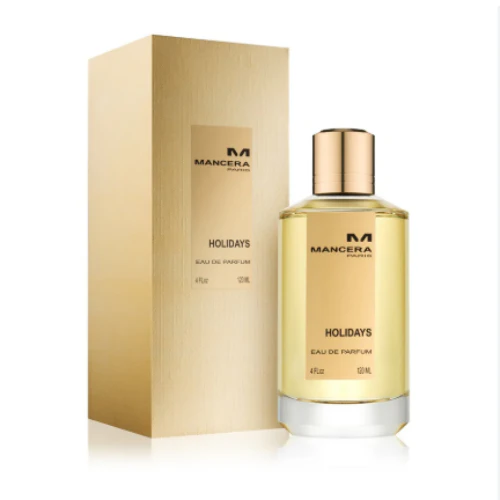 M
MANCERA
PARIS
HOLIDAYS
EAU DE PARFUM
4 Fl.oz 120 ML
M
MANCERA
PARIS
HOLIDAYS
EAU DE PARFUM
4 Fl.oz 120 ML